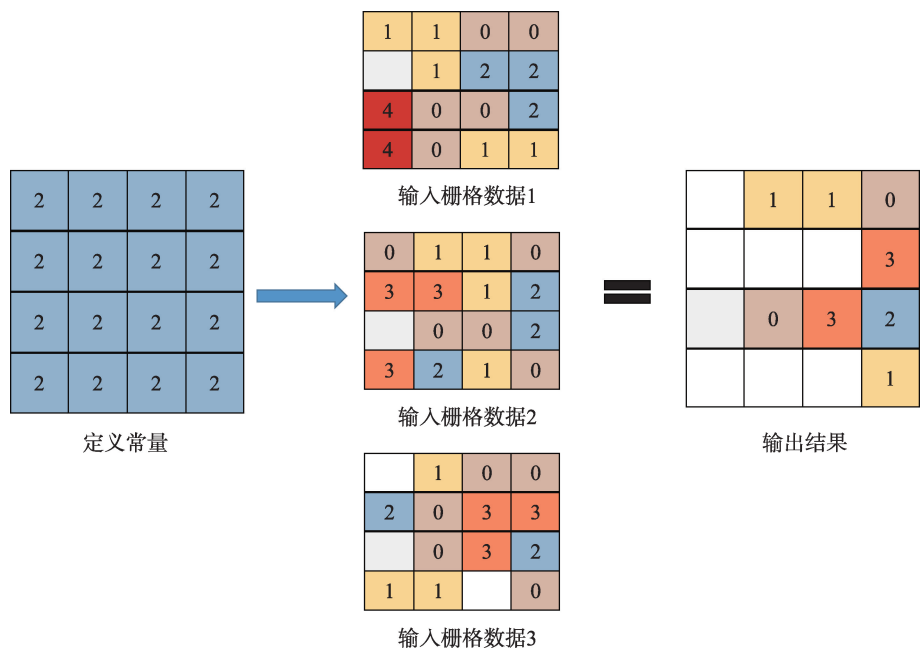 1 1 0 0
1 2 2
4 0 0 2
4 0 1 1
输入栅格数据1
2 2 2 2
2 2 2 2
2 2 2 2
2 2 2 2
定义常量
0 1 1 0
3 3 1 2
0 0 2
3 2 1 0
输入栅格数据2
1 0 0
2 0 3 3
0 3 2
1 1 0
输入栅格数据3
1 1 0
3
0 3 2
1
输出结果